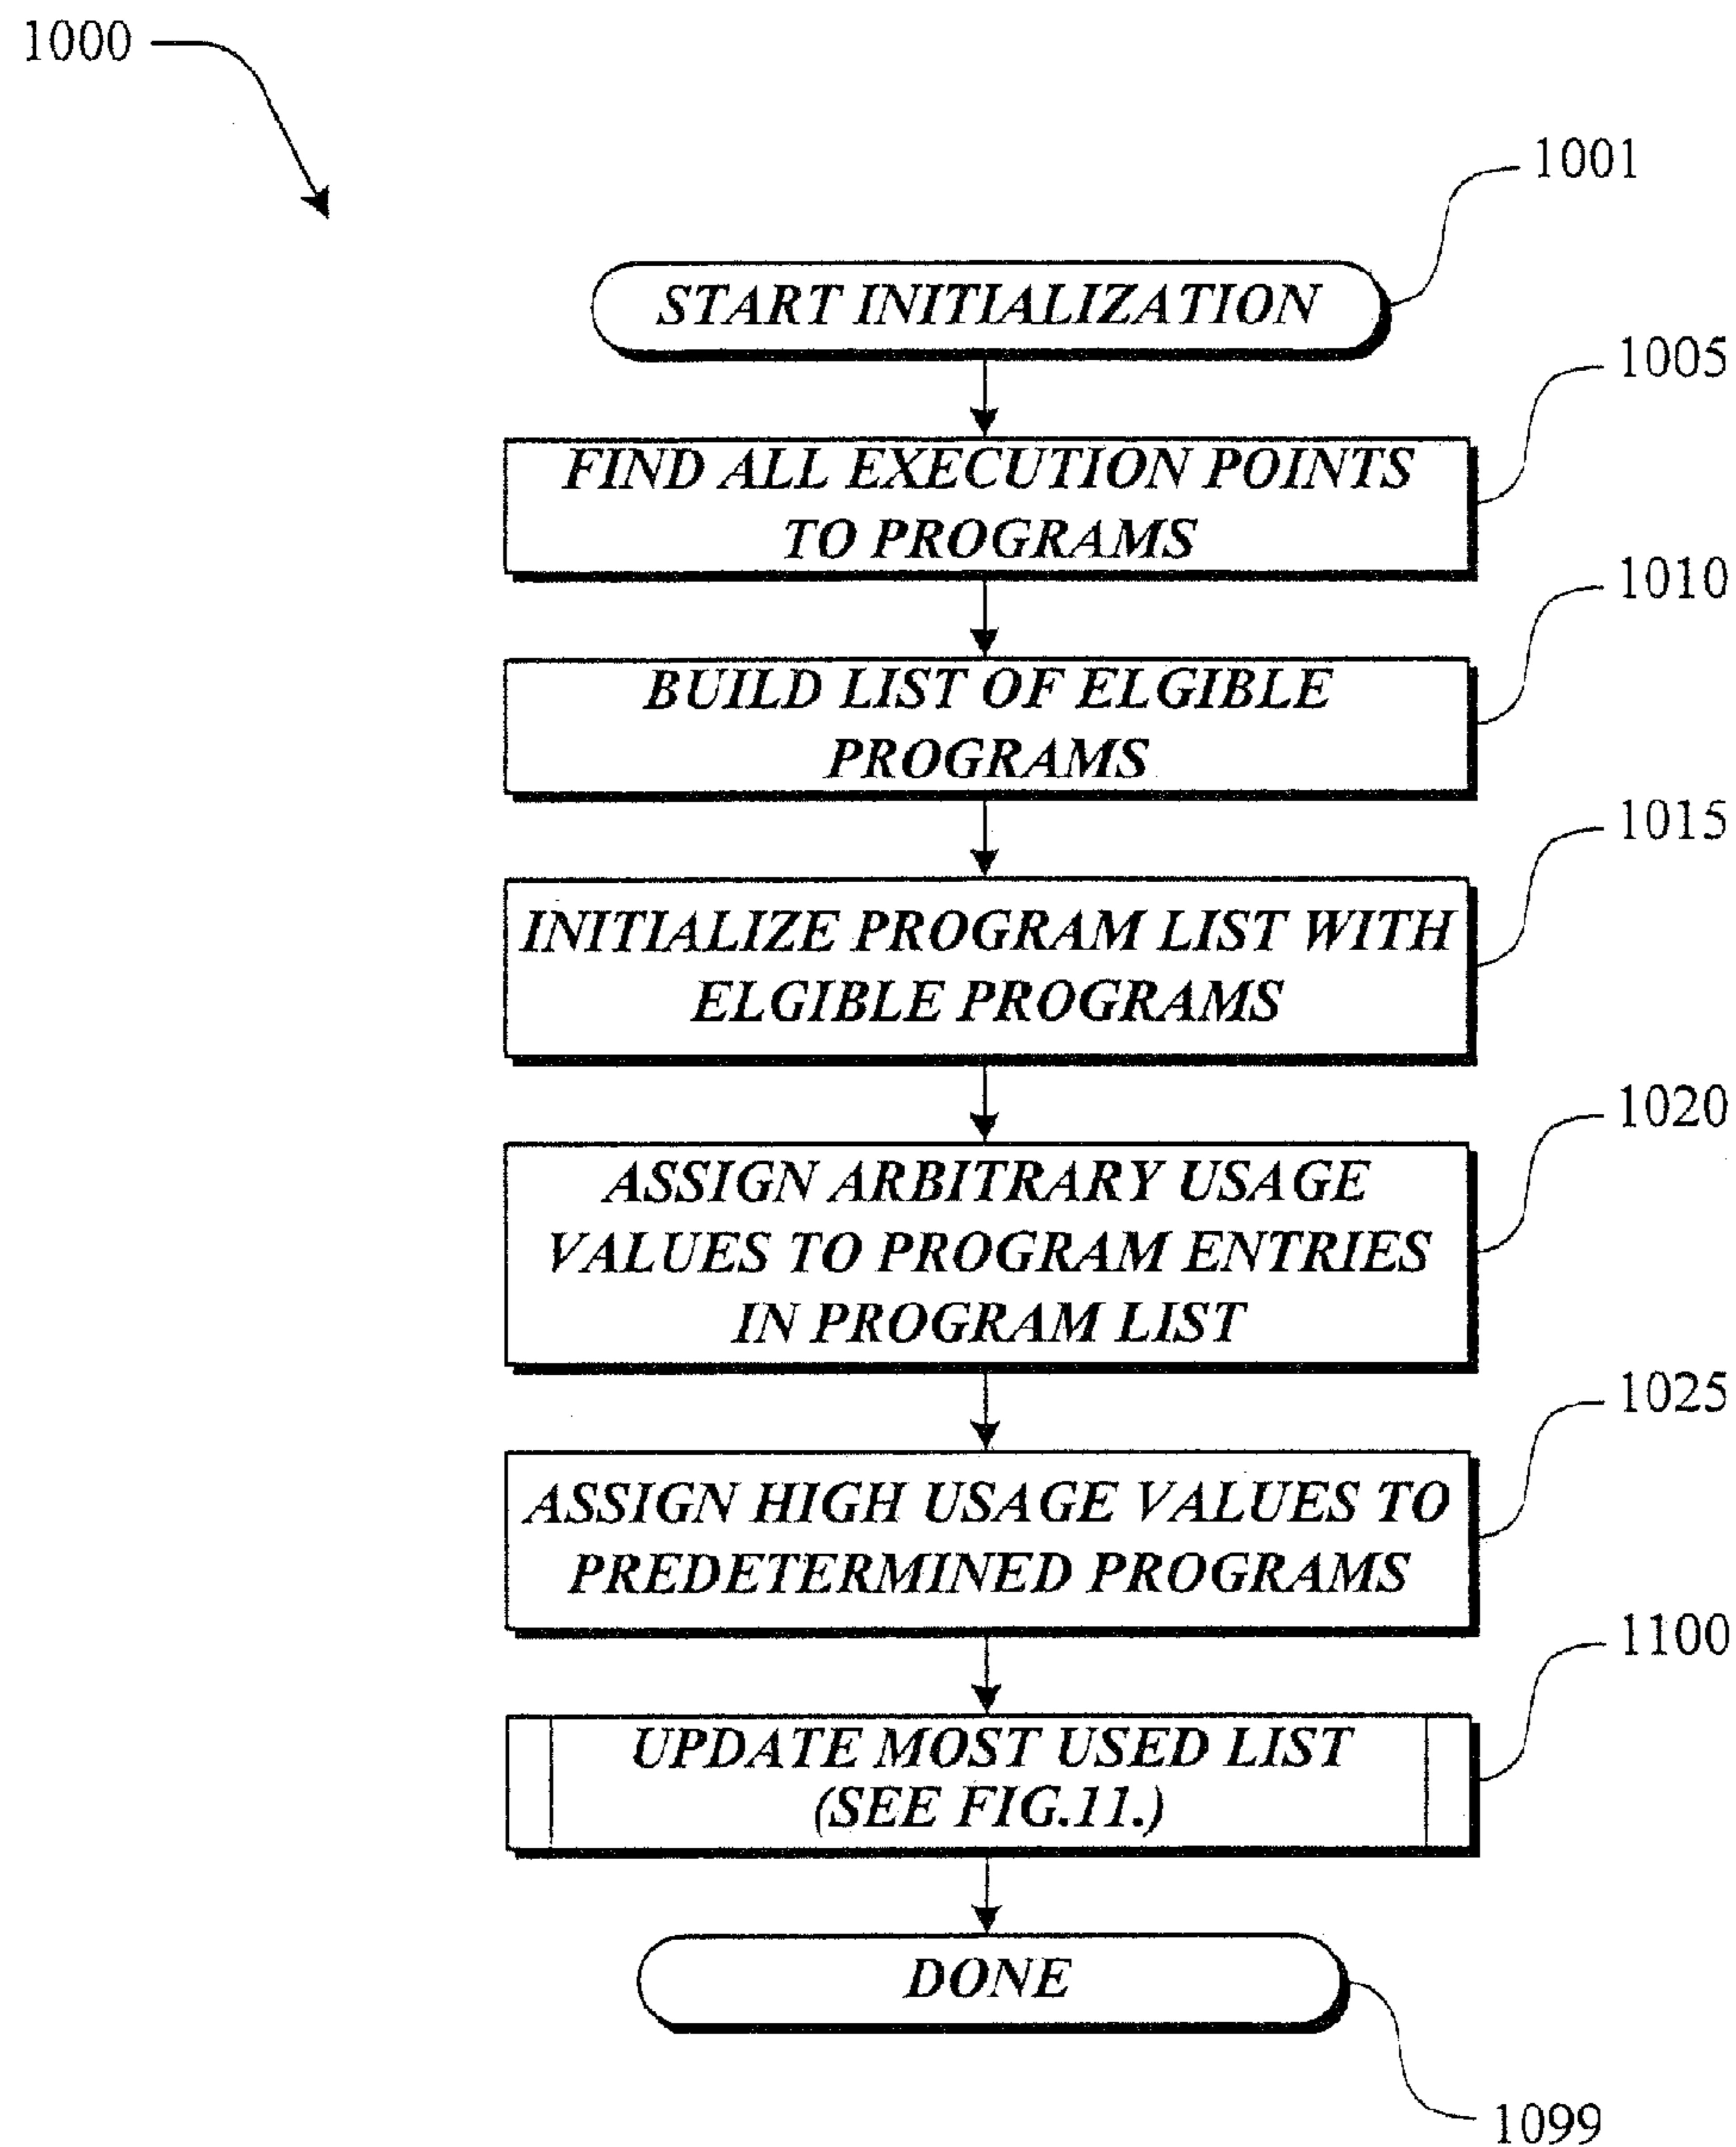 1000
1001
START INITIALIZATION
1005
FIND ALL EXECUTION POINTS
TO PROGRAMS
1010
BUILD LIST OF ELGIBLE
PROGRAMS
1015
INITIALIZE PROGRAM LIST WITH
ELGIBLE PROGRAMS
1020
ASSIGN ARBITRARY USAGE
VALUES TO PROGRAM ENTRIES
IN PROGRAM LIST
1025
ASSIGN HIGH USAGE VALUES TO
PREDETERMINED PROGRAMS
1100
UPDATE MOST USED LIST
(SEE FIG.11.)
DONE
1099